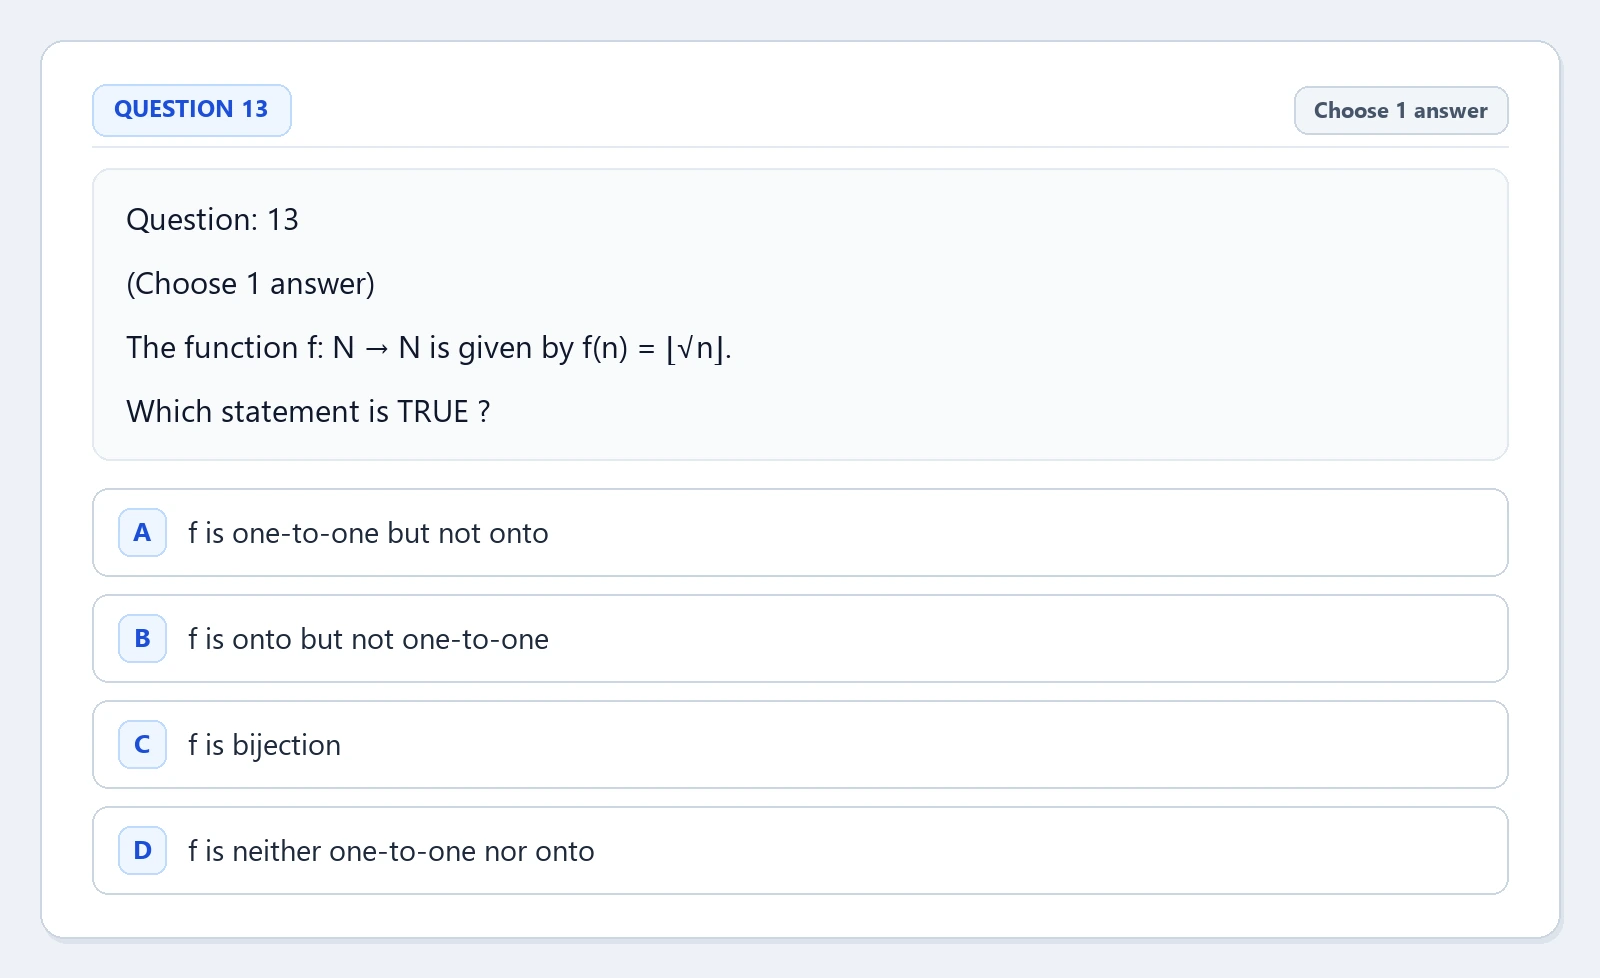 QUESTION 13
Choose 1 answer
Question: 13
(Choose 1 answer)
The function f: N → N is given by f(n) = ⌊√n⌋.
Which statement is TRUE ?
A f is one-to-one but not onto
B f is onto but not one-to-one
C f is bijection
D f is neither one-to-one nor onto